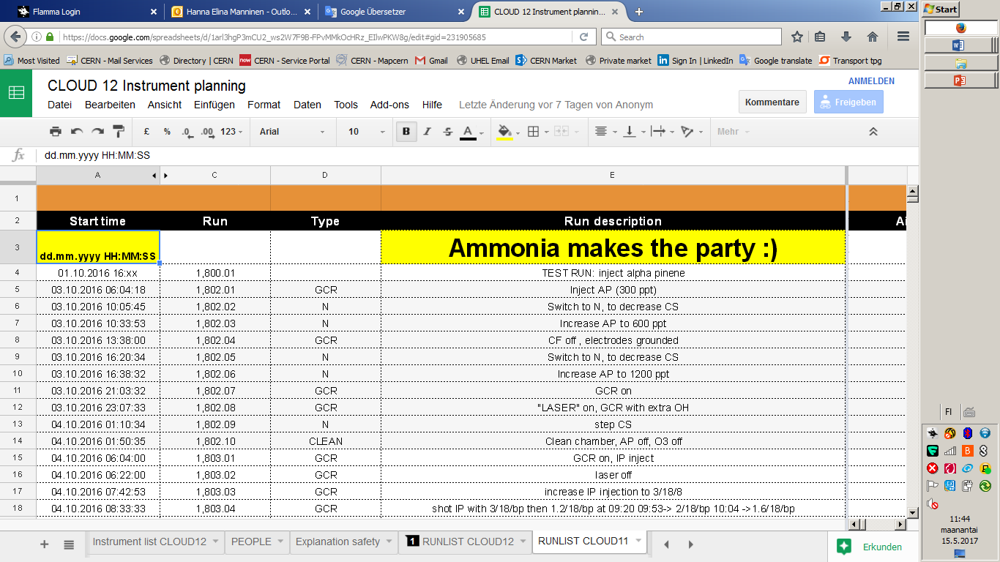 Flamma Login
Hanna Elina Manninen - Outlo...
Google Übersetzer
CLOUD 12 Instrument plannin...
Start
https://docs.google.com/spreadsheets/d/1arl3hgP3mCU2_ws2W7F9B-FPvMMkOcHRz_EIlwPKW8g/edit#gid=231905685
Search
Most Visited CERN - Mail Services Directory | CERN CERN - Service Portal CERN - Mapcern Gmail UHEL Email CERN Market Private market Sign In | LinkedIn Google translate Transport tpg
CLOUD 12 Instrument planning
ANMELDEN
Datei Bearbeiten Ansicht Einfügen Format Daten Tools Add-ons Hilfe Letzte Änderung vor 7 Tagen von Anonym
Kommentare Freigeben
£ % .0 .00 123 Arial 10 B I S A Mehr
fx dd.mm.yyyy HH:MM:SS
A C D E
1
2 Start time Run Type Run description Ai
3 dd.mm.yyyy HH:MM:SS Ammonia makes the party :)
4 01.10.2016 16:xx 1,800.01 TEST RUN: inject alpha pinene
5 03.10.2016 06:04:18 1,802.01 GCR Inject AP (300 ppt)
6 03.10.2016 10:05:45 1,802.02 N Switch to N, to decrease CS
7 03.10.2016 10:33:53 1,802.03 N Increase AP to 600 ppt
8 03.10.2016 13:38:00 1,802.04 GCR CF off , electrodes grounded
9 03.10.2016 16:20:34 1,802.05 N Switch to N, to decrease CS
10 03.10.2016 16:38:32 1,802.06 N Increase AP to 1200 ppt
11 03.10.2016 21:03:32 1,802.07 GCR GCR on
12 03.10.2016 23:07:33 1,802.08 GCR "LASER" on, GCR with extra OH
13 04.10.2016 01:10:34 1,802.09 N step CS
14 04.10.2016 01:50:35 1,802.10 CLEAN Clean chamber, AP off, O3 off
15 04.10.2016 06:04:00 1,803.01 GCR GCR on, IP inject
16 04.10.2016 06:22:00 1,803.02 GCR laser off
17 04.10.2016 07:42:53 1,803.03 GCR increase IP injection to 3/18/8
18 04.10.2016 08:33:33 1,803.04 GCR shot IP with 3/18/bp then 1.2/18/bp at 09:20 09:53-> 2/18/bp 10:04 ->1.6/18/bp
Instrument list CLOUD12 PEOPLE Explanation safety 1 RUNLIST CLOUD12 RUNLIST CLOUD11
Erkunden
FI
11:44
maanantai
15.5.2017